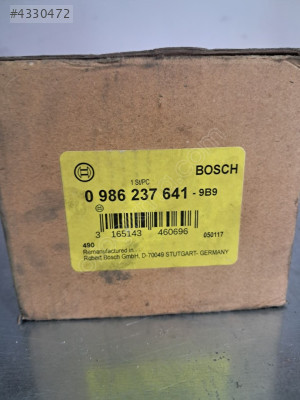 #4330472
BOSCH
1 St/PC
0 986 237 641 - 9B9
3 165143 460696
050117
490
Remanufactured in
Robert Bosch GmbH, D-70049 STUTGART- GERMANY